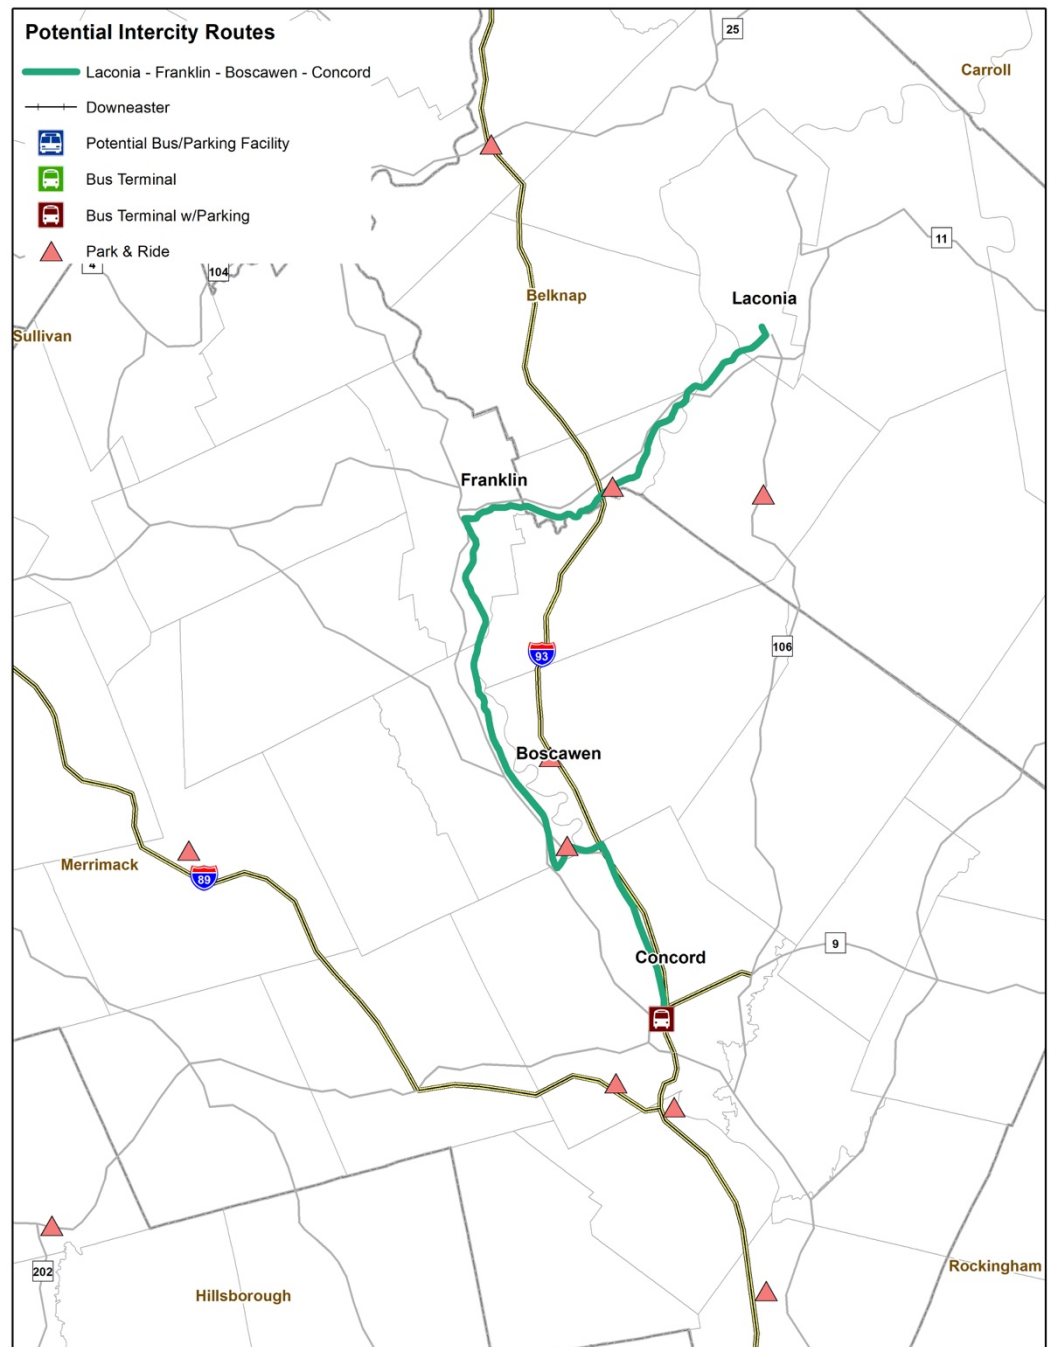 Potential Intercity Routes
Laconia - Franklin - Boscawen - Concord
Downeaster
Potential Bus/Parking Facility
Bus Terminal
Bus Terminal w/Parking
Park & Ride
25
Carroll
11
4
104
Belknap
Laconia
Sullivan
Franklin
106
93
Boscawen
Merrimack
89
9
Concord
Rockingham
202
Hillsborough